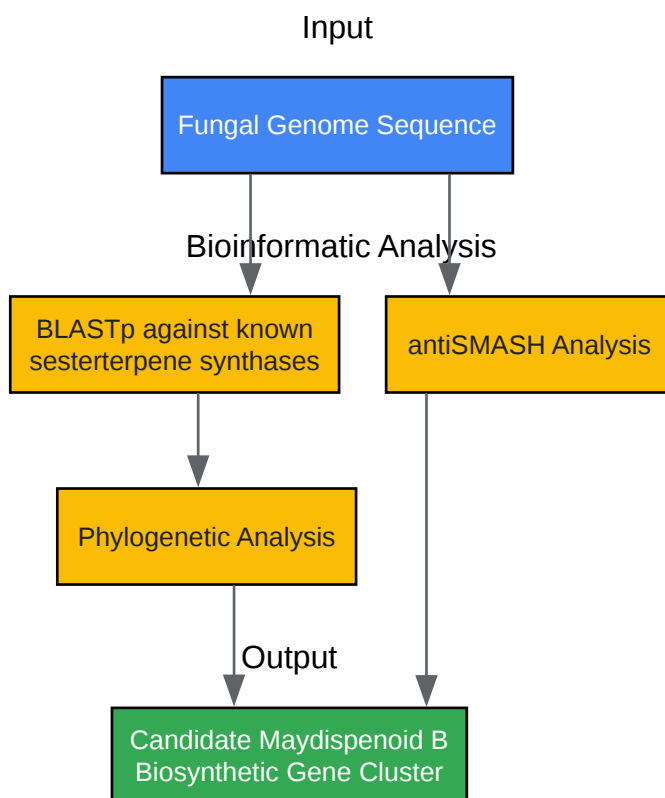 Input
Fungal Genome Sequence
Bioinformatic Analysis
BLASTp against known
sesterterpene synthases
antiSMASH Analysis
Phylogenetic Analysis
Output
Candidate Maydispenoid B
Biosynthetic Gene Cluster